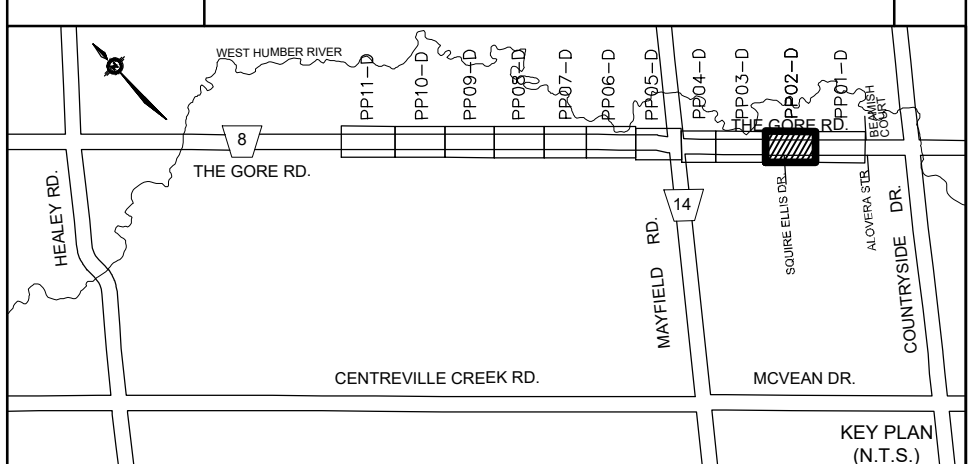 WEST HUMBER RIVER
PP11-D
PP10-D
PP09-D
PP08-D
PP07-D
PP06-D
PP05-D
PP04-D
PP03-D
PP02-D
PP01-D
BEAMISH
COURT
THE GORE RD.
8
THE GORE RD.
HEALEY RD.
14
MAYFIELD RD.
SQUIRE ELLIS DR.
ALOVERA STR.
COUNTRYSIDE DR.
CENTREVILLE CREEK RD.
MCVEAN DR.
KEY PLAN
(N.T.S.)